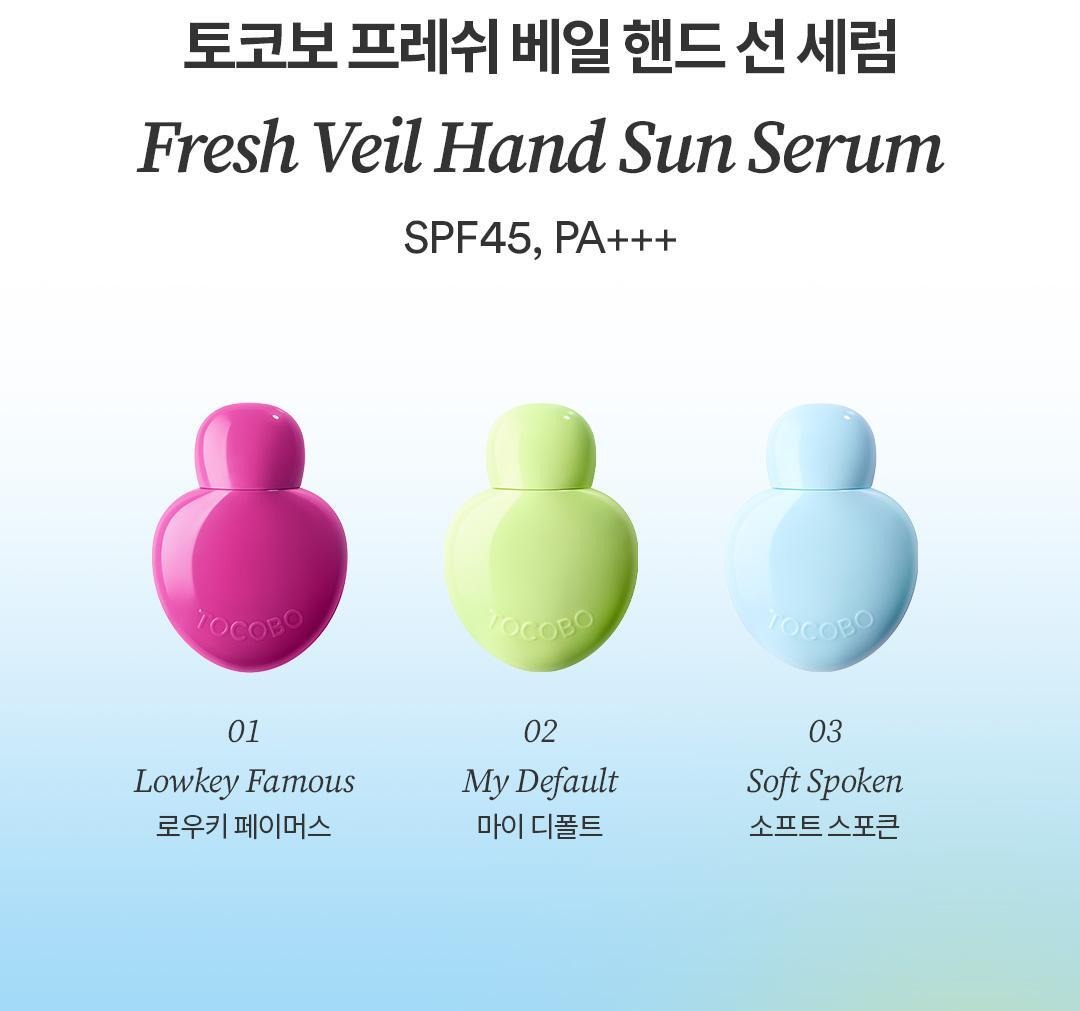 토코보 프레쉬 베일 핸드 선 세럼
Fresh Veil Hand Sun Serum
SPF45, PA+++
TOCOBO
TOCOBO
TOCOBO
01
02
03
Lowkey Famous
My Default
Soft Spoken
로우키 페이머스
마이 디폴트
소프트 스포큰